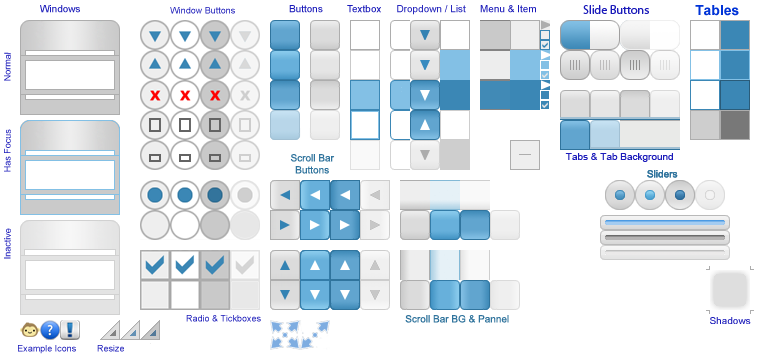 Windows
Window Buttons
Buttons
Textbox
Dropdown / List
Menu & Item
Slide Buttons
Tables
Normal
Has Focus
Inactive
Scroll Bar
Buttons
Tabs & Tab Background
Sliders
Radio & Tickboxes
Scroll Bar BG & Pannel
Shadows
Example Icons
Resize